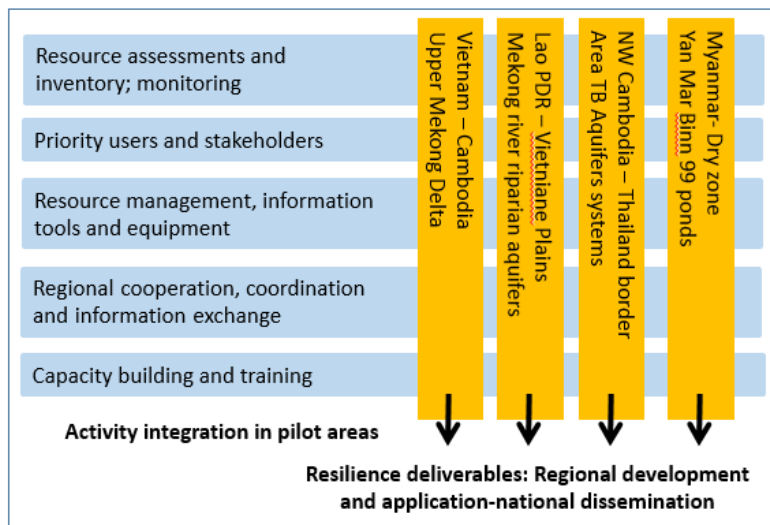 Resource assessments and
inventory; monitoring
Priority users and stakeholders
Resource management, information
tools and equipment
Regional cooperation, coordination
and information exchange
Capacity building and training
Vietnam – Cambodia
Upper Mekong Delta
Lao PDR – Vietniane Plains
Mekong river riparian aquifers
NW Cambodia – Thailand border
Area TB Aquifers systems
Myanmar- Dry zone
Yan Mar Binn 99 ponds
Activity integration in pilot areas
Resilience deliverables: Regional development
and application-national dissemination